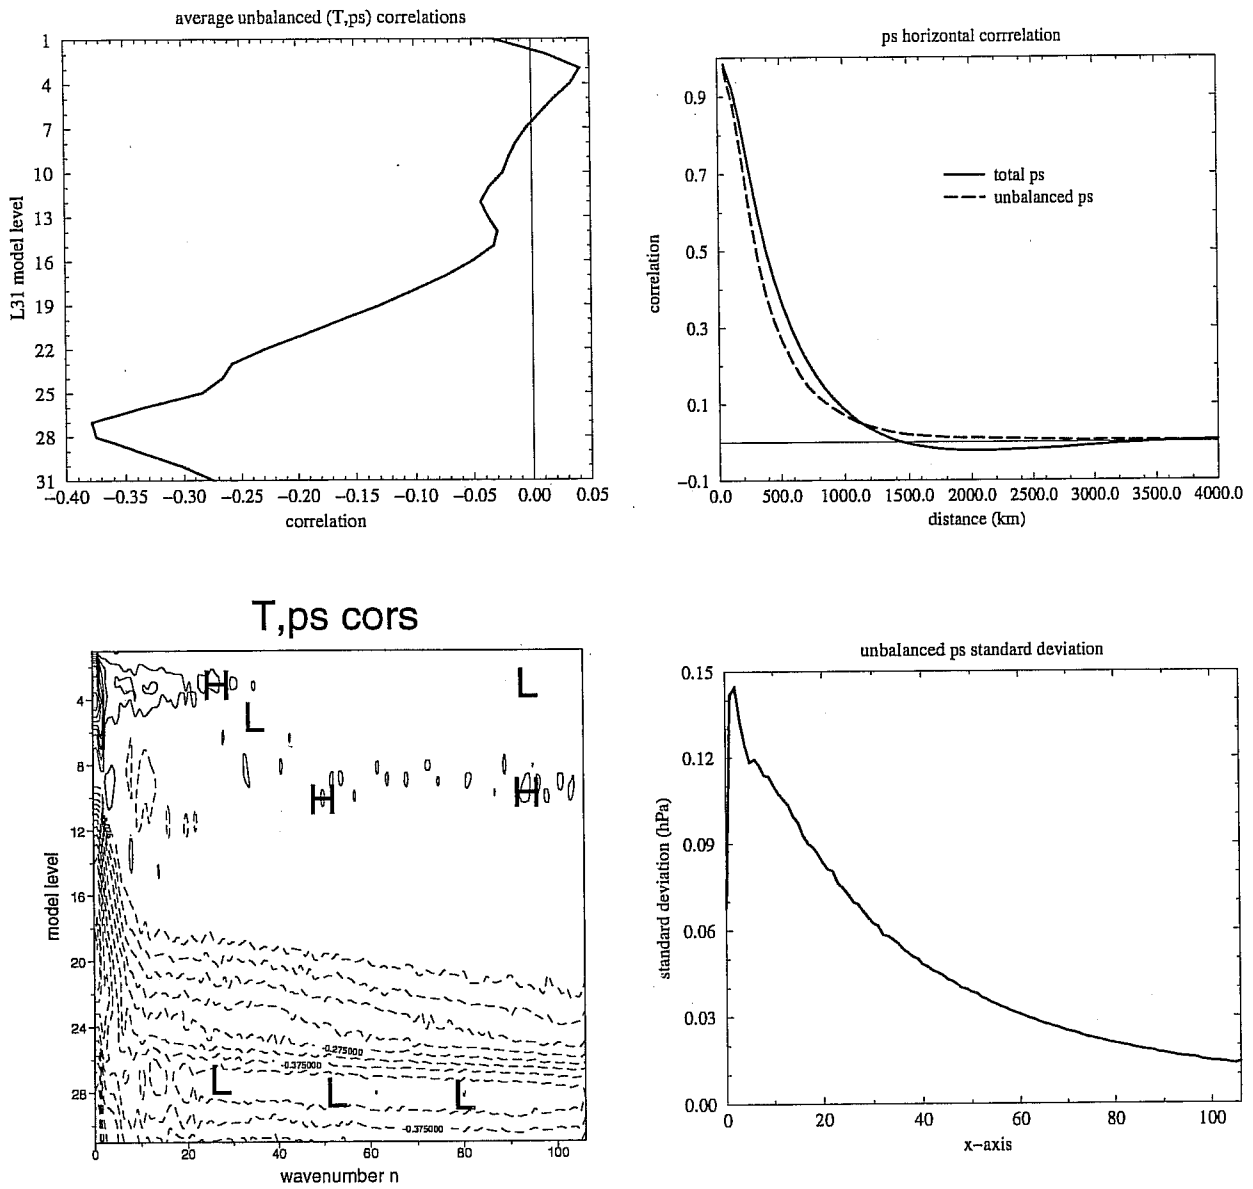 average unbalanced (T,ps) correlations
1
4
7
10
13
16
19
22
25
28
31
L31 model level
−0.40
−0.35
−0.30
−0.25
−0.20
−0.15
−0.10
−0.05
0.00
0.05
correlation
ps horizontal corrrelation
0.9
0.7
0.5
0.3
0.1
−0.1
correlation
total ps
unbalanced ps
0.0
500.0
1000.0
1500.0
2000.0
2500.0
3000.0
3500.0
4000.0
distance (km)
T,ps cors
4
8
12
16
20
24
28
model level
H
L
L
H
H
-0.275000
-0.375000
L
L
L
-0.375000
0
20
40
60
80
100
wavenumber n
unbalanced ps standard deviation
0.15
0.12
0.09
0.06
0.03
0.00
standard deviation (hPa)
0
20
40
60
80
100
x−axis